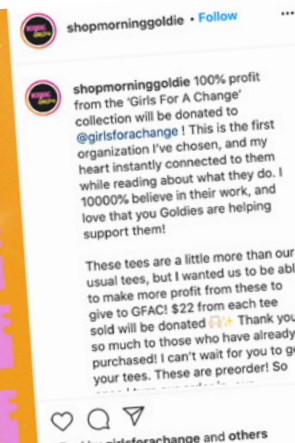 shopmorninggoldie • Follow
shopmorninggoldie 100% profit
from the 'Girls For A Change'
collection will be donated to
@girlsforachange ! This is the first
organization I've chosen, and my
heart instantly connected to them
while reading about what they do. I
10000% believe in their work, and
love that you Goldies are helping
support them!
These tees are a little more than our
usual tees, but I wanted us to be abl
to make more profit from these to
give to GFAC! $22 from each tee
sold will be donated 🙌🏻✨ Thank you
so much to those who have already
purchased! I can't wait for you to ge
your tees. These are preorder! So
girlsforachange and others